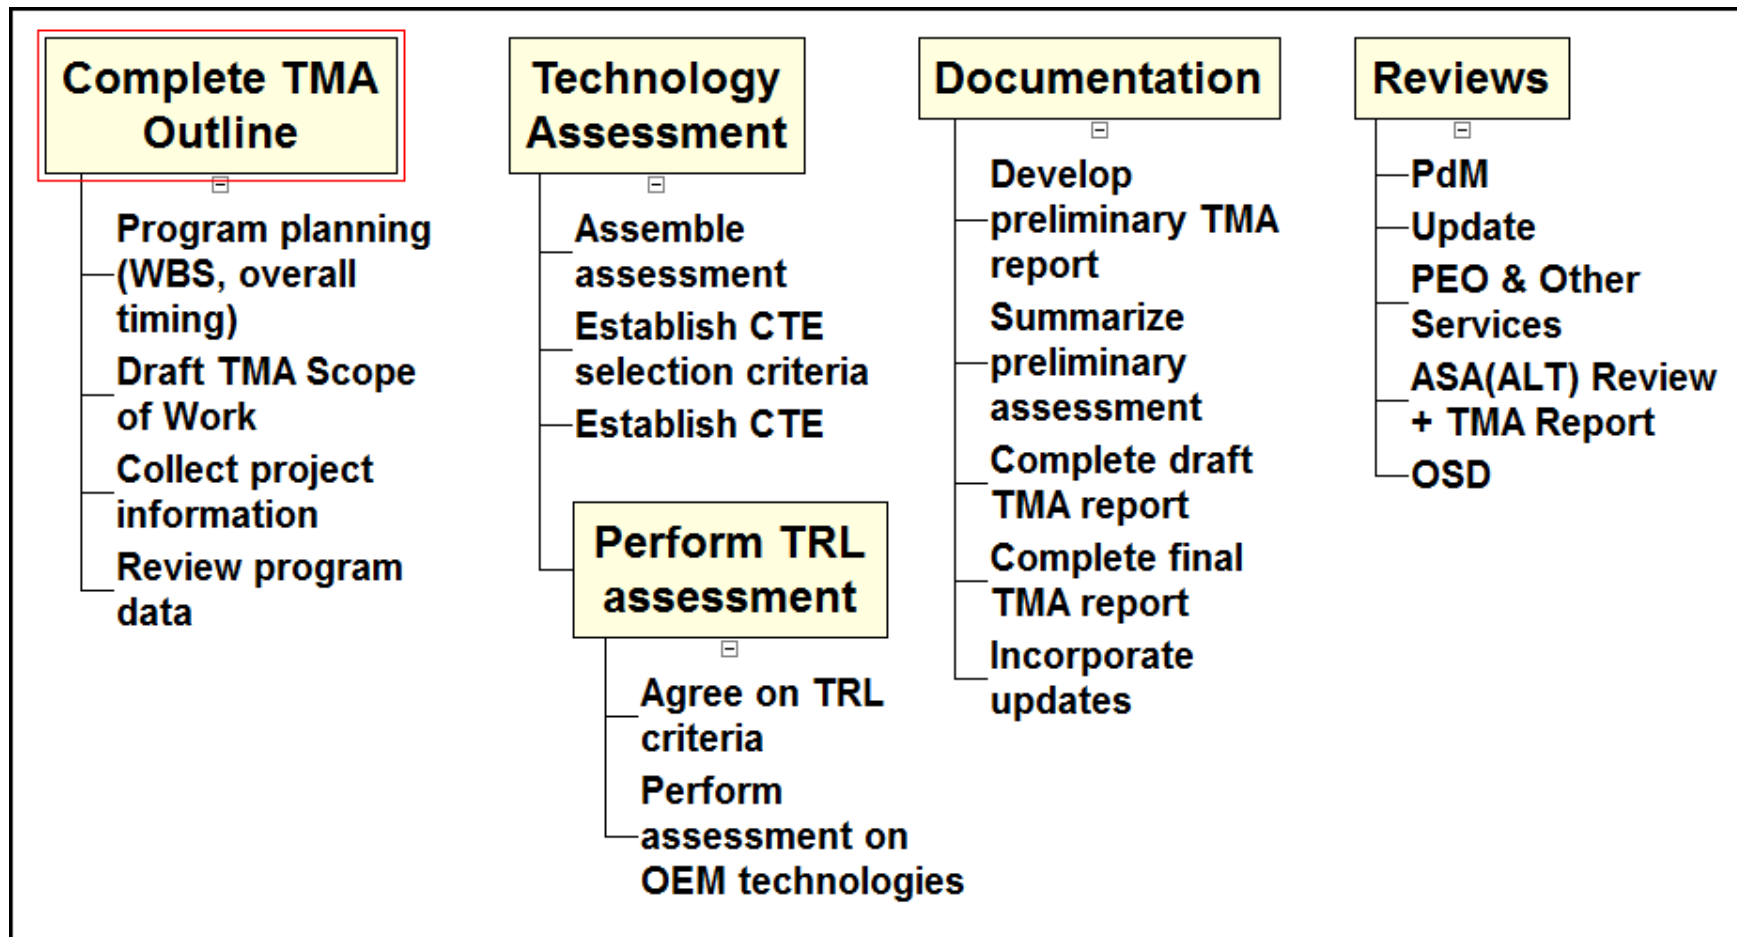 Complete TMA
Outline
Program planning
(WBS, overall
timing)
Draft TMA Scope
of Work
Collect project
information
Review program
data
Technology
Assessment
Assemble
assessment
Establish CTE
selection criteria
Establish CTE
Perform TRL
assessment
Agree on TRL
criteria
Perform
assessment on
OEM technologies
Documentation
Develop
preliminary TMA
report
Summarize
preliminary
assessment
Complete draft
TMA report
Complete final
TMA report
Incorporate
updates
Reviews
PdM
Update
PEO & Other
Services
ASA(ALT) Review
+ TMA Report
OSD